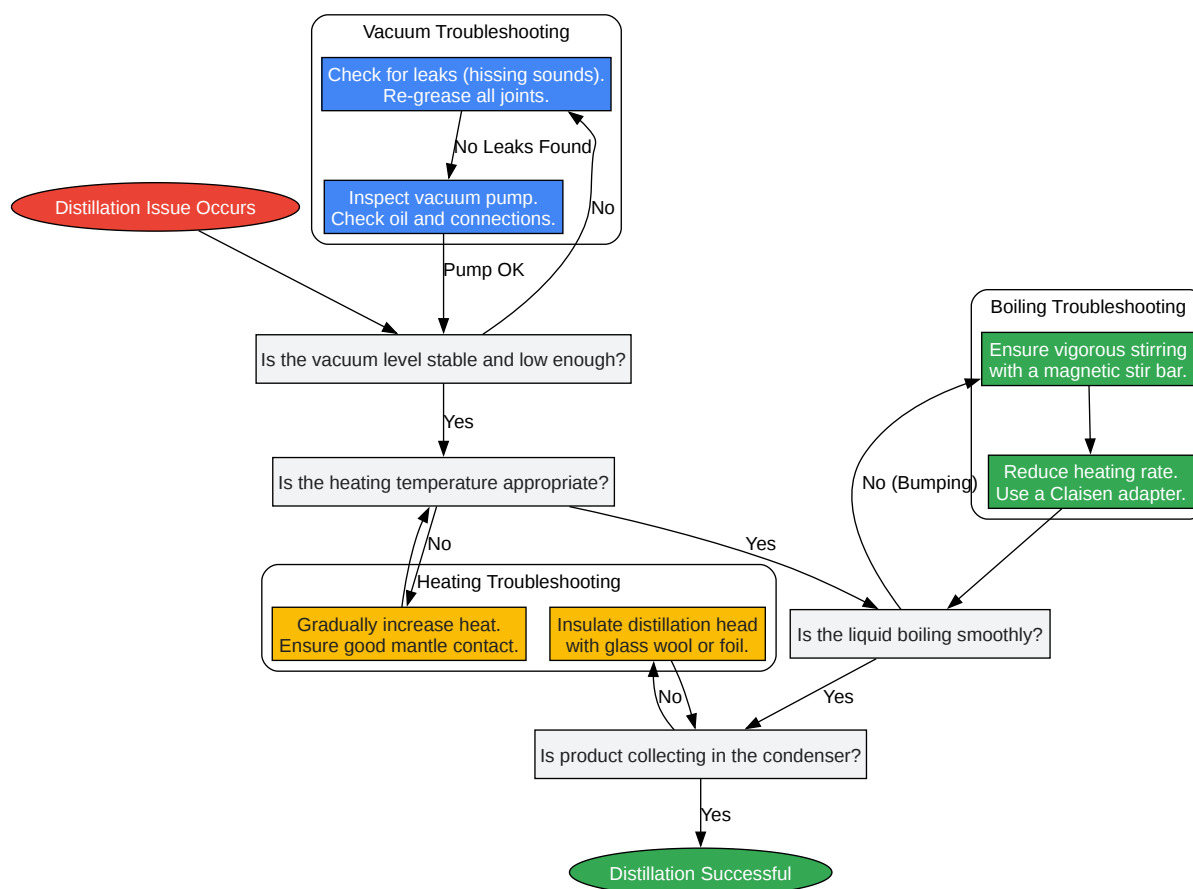 Vacuum Troubleshooting
Check for leaks (hissing sounds).
Re-grease all joints.
No Leaks Found
Distillation Issue Occurs
Inspect vacuum pump.
Check oil and connections.
No
Pump OK
Is the vacuum level stable and low enough?
Boiling Troubleshooting
Ensure vigorous stirring
with a magnetic stir bar.
Yes
Is the heating temperature appropriate?
No (Bumping)
Reduce heating rate.
Use a Claisen adapter.
No
Yes
Heating Troubleshooting
Gradually increase heat.
Ensure good mantle contact.
Insulate distillation head
with glass wool or foil.
Is the liquid boiling smoothly?
No
Yes
Is product collecting in the condenser?
Yes
Distillation Successful